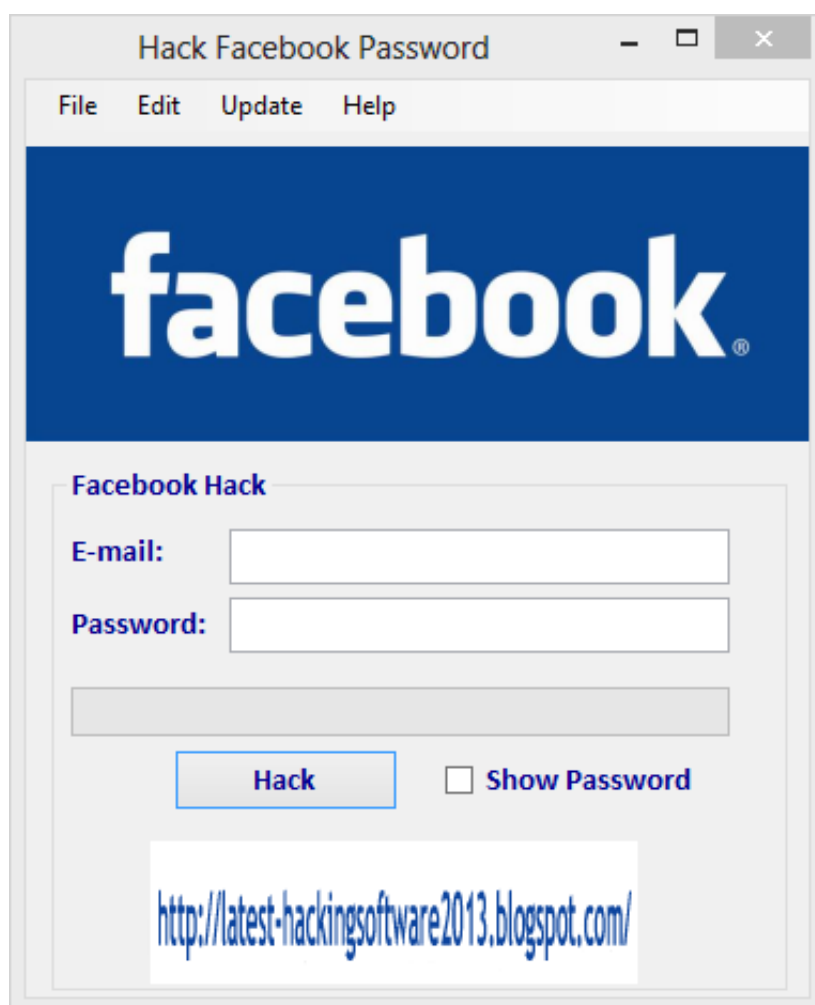 Hack Facebook Password
File Edit Update Help
facebook®
Facebook Hack
E-mail:
Password:
Hack Show Password
http://latest-hackingsoftware2013.blogspot.com/